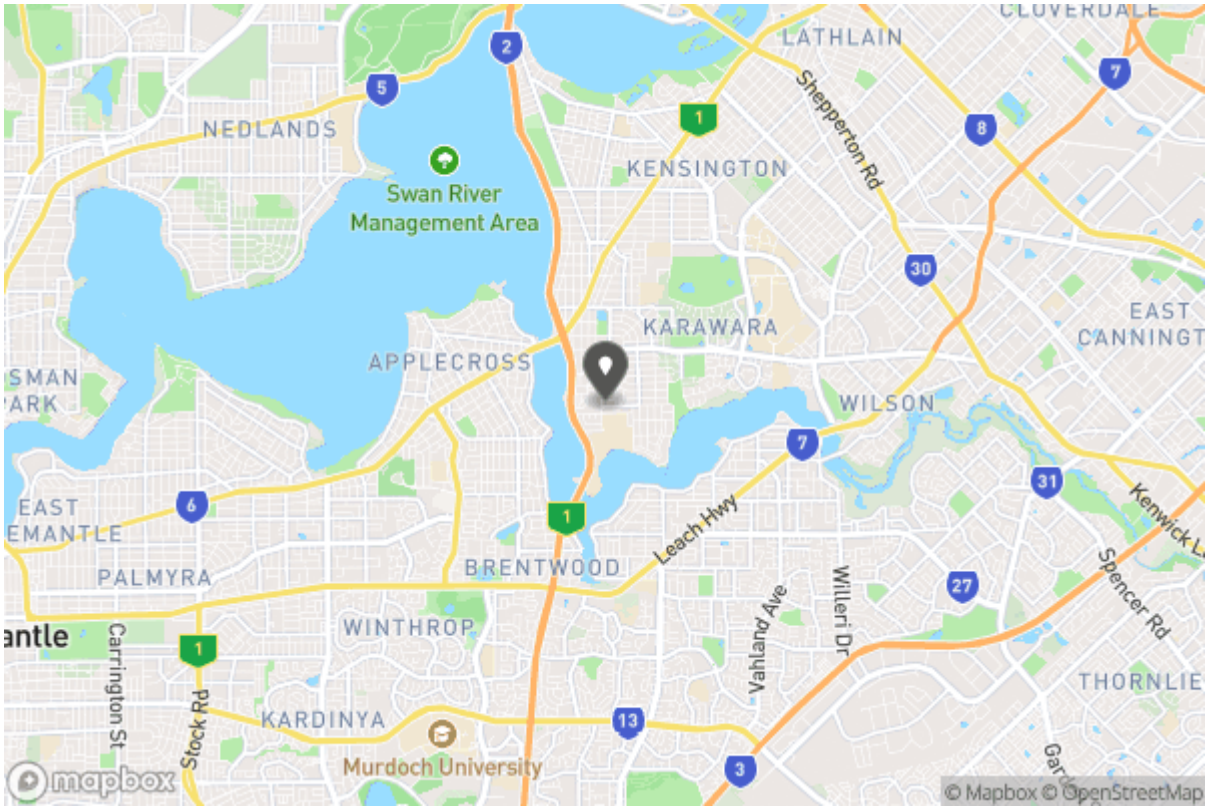 CLOVERDALE
LATHLAIN
2
7
5
Shepperton Rd
1
8
NEDLANDS
KENSINGTON
Swan River
Management Area
30
EAST
CANNINGT
KARAWARA
APPLECROSS
SMAN
PARK
WILSON
7
31
6
EAST
EMANTLE
1
Kenwick L
Leach Hwy
BRENTWOOD
PALMYRA
27
Spencer Rd
Willeri Dr
Vahland Ave
WINTHROP
antle
Carrington St
1
Stock Rd
THORNLIE
KARDINYA
13
Murdoch University
3
Gard
mapbox
© Mapbox © OpenStreetMap